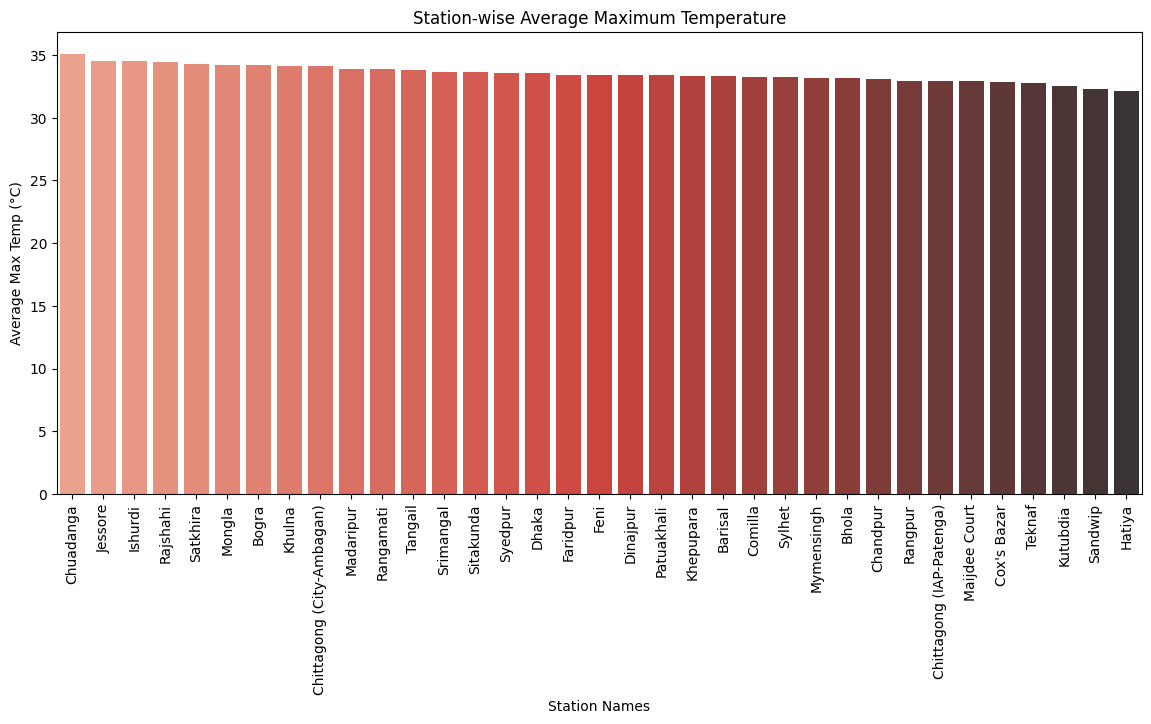 Station-wise Average Maximum Temperature
Average Max Temp (°C)
35
30
25
20
15
10
5
0
Chuadanga
Jessore
Ishurdi
Rajshahi
Satkhira
Mongla
Bogra
Khulna
Chittagong (City-Ambagan)
Madaripur
Rangamati
Tangail
Srimangal
Sitakunda
Syedpur
Dhaka
Faridpur
Feni
Dinajpur
Patuakhali
Khepupara
Barisal
Comilla
Sylhet
Mymensingh
Bhola
Chandpur
Rangpur
Chittagong (IAP-Patenga)
Maijdee Court
Cox's Bazar
Teknaf
Kutubdia
Sandwip
Hatiya
Station Names